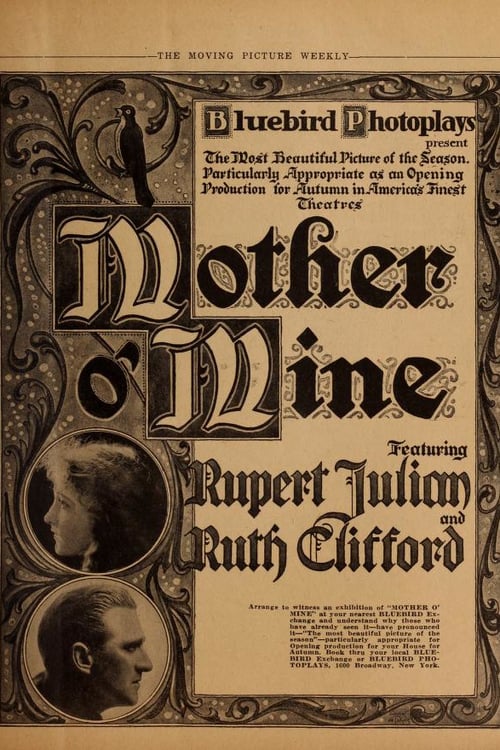 THE MOVING PICTURE WEEKLY
Bluebird Photoplays
present
The Most Beautiful Picture of the Season.
Particularly Appropriate as an Opening
Production for Autumn in America's Finest
Theatres
Mother
O' Mine
Featuring
Rupert Julian
and
Ruth Clifford
Arrange to witness an exhibition of "MOTHER O'
MINE" at your nearest BLUEBIRD Ex-
change and understand why those who
have already seen it—have pronounced
it—"The most beautiful picture of the
season"—particularly appropriate for
Opening production for your House for
Autumn. Book thru your local BLUE-
BIRD Exchange or BLUEBIRD PHO-
TOPLAYS, 1600 Broadway, New York.